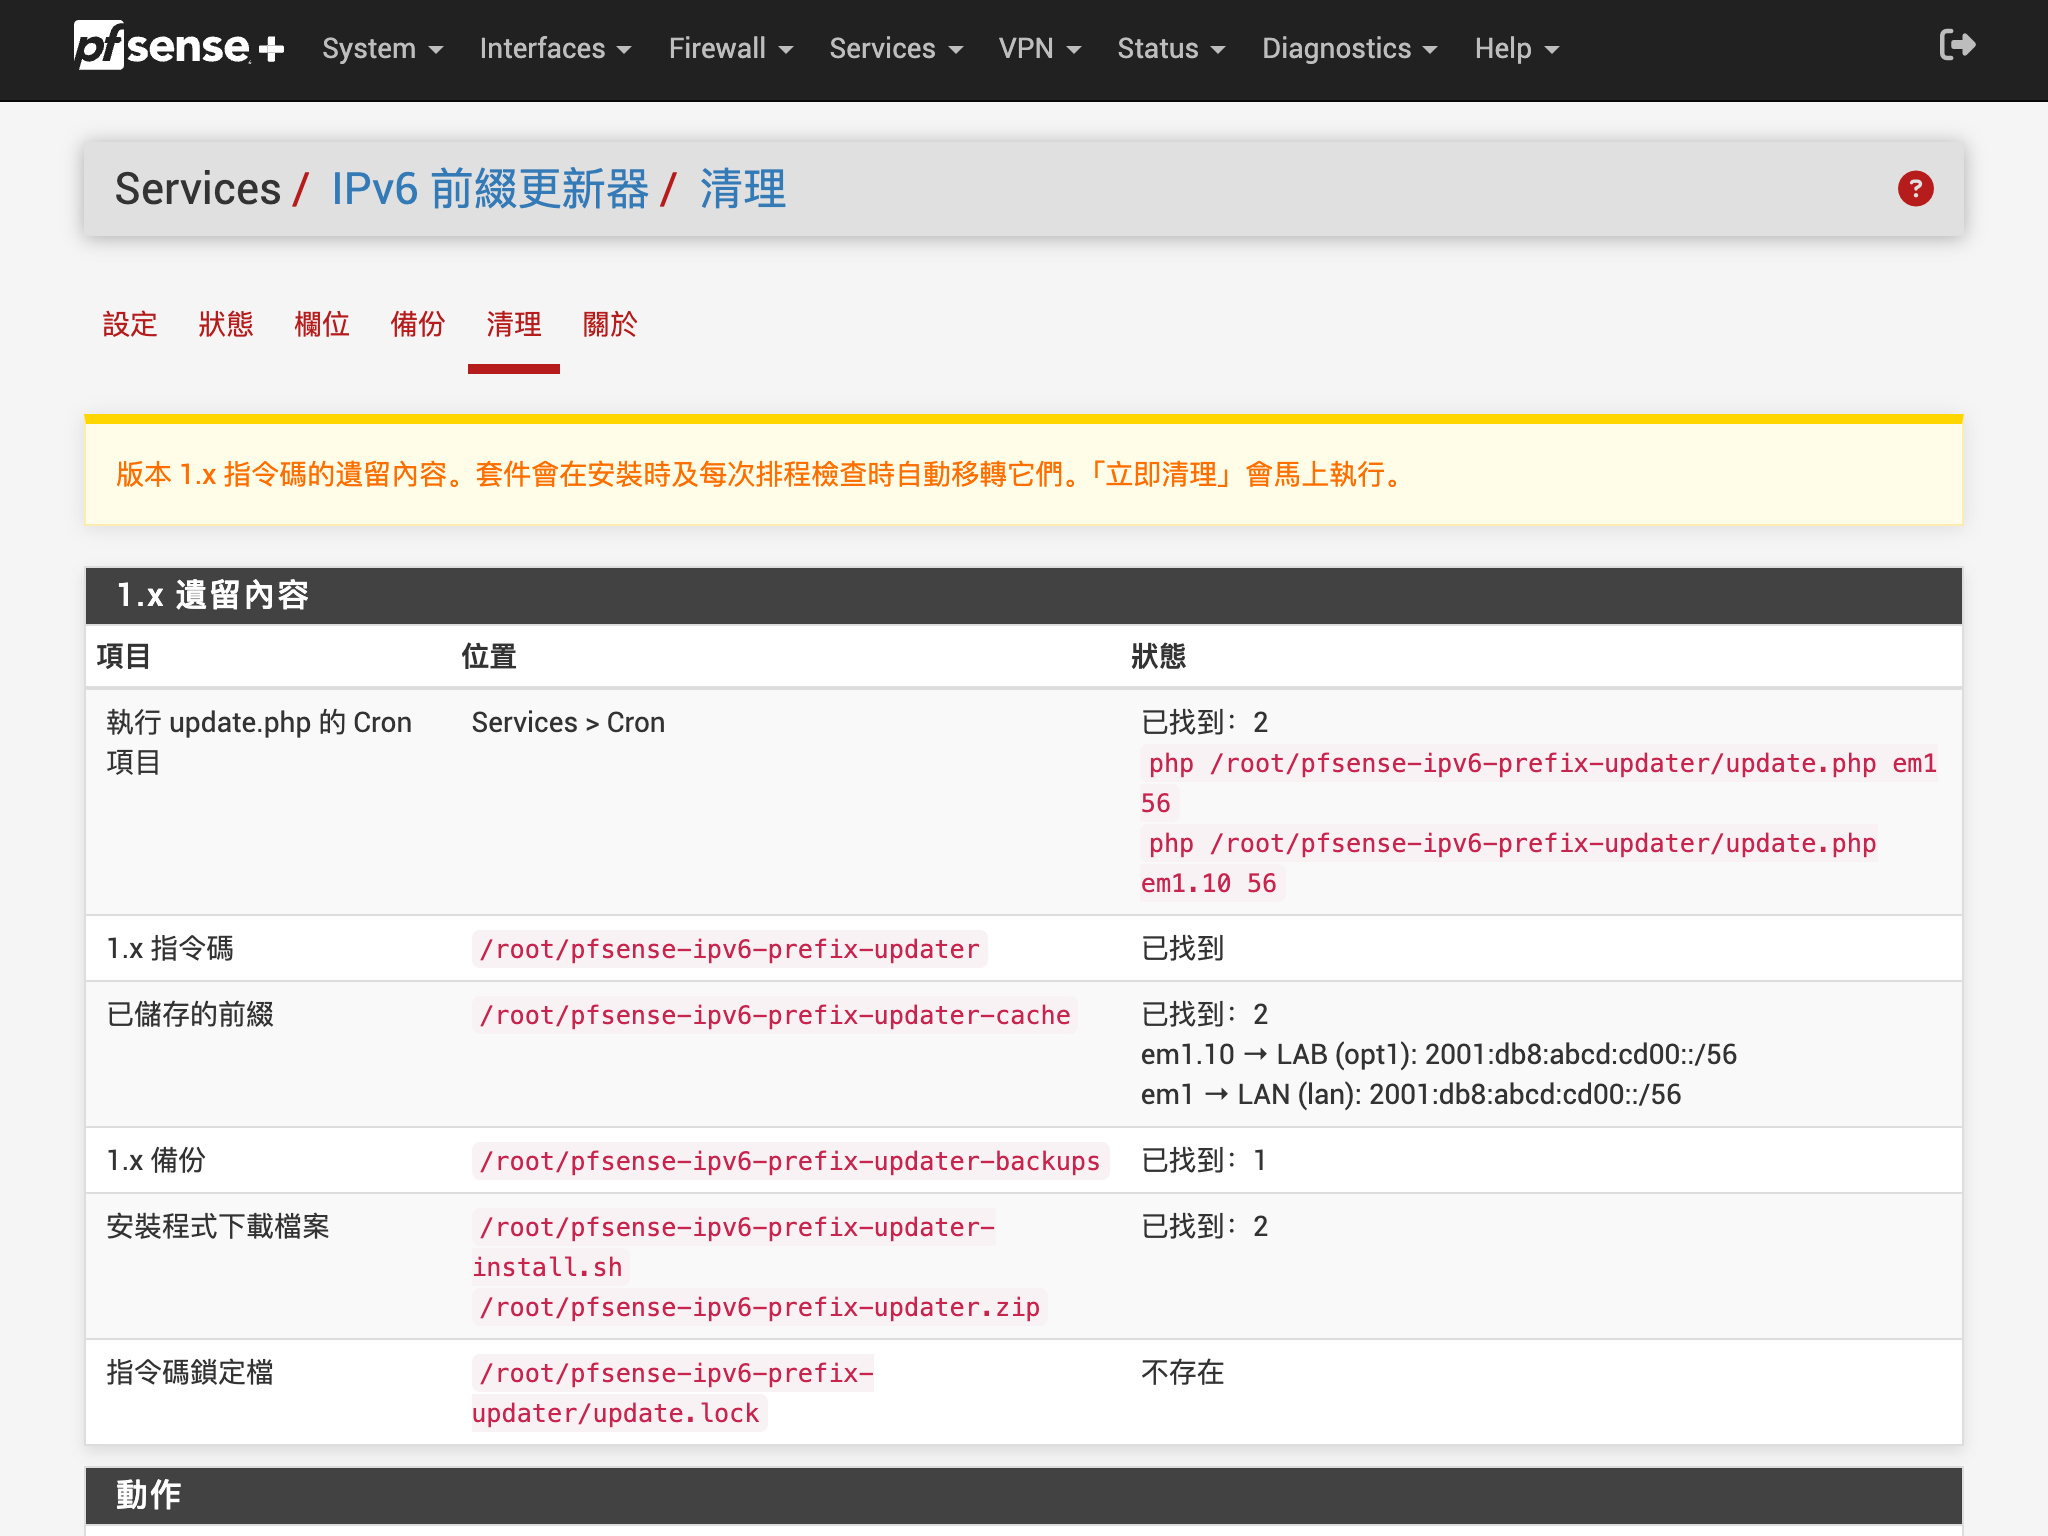 pfsense+ System Interfaces Firewall Services VPN Status Diagnostics Help
Services / IPv6 前綴更新器 / 清理
設定 狀態 欄位 備份 清理 關於
版本 1.x 指令碼的遺留內容。套件會在安裝時及每次排程檢查時自動移轉它們。「立即清理」會馬上執行。
1.x 遺留內容
項目 位置 狀態
執行 update.php 的 Cron 項目
Services > Cron
已找到：2
php /root/pfsense-ipv6-prefix-updater/update.php em1
56
php /root/pfsense-ipv6-prefix-updater/update.php
em1.10 56
1.x 指令碼 /root/pfsense-ipv6-prefix-updater 已找到
已儲存的前綴 /root/pfsense-ipv6-prefix-updater-cache 已找到：2
em1.10 → LAB (opt1): 2001:db8:abcd:cd00::/56
em1 → LAN (lan): 2001:db8:abcd:cd00::/56
1.x 備份 /root/pfsense-ipv6-prefix-updater-backups 已找到：1
安裝程式下載檔案 /root/pfsense-ipv6-prefix-updater- 已找到：2
install.sh
/root/pfsense-ipv6-prefix-updater.zip
指令碼鎖定檔 /root/pfsense-ipv6-prefix- 不存在
updater/update.lock
動作